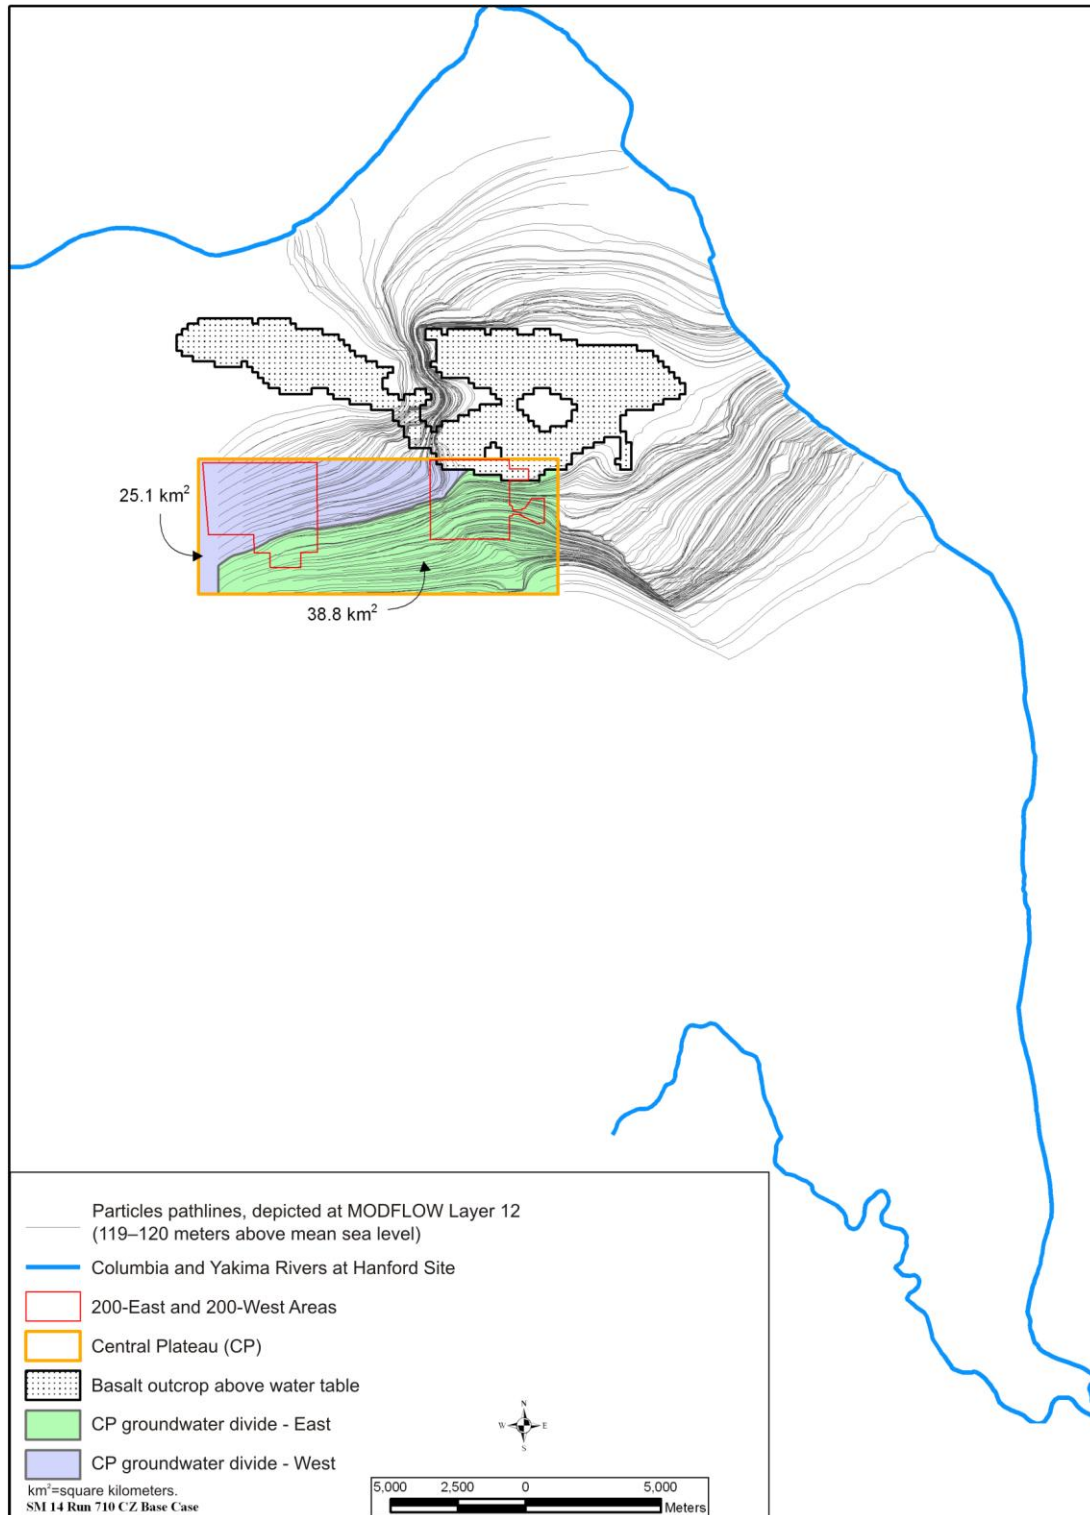 25.1 km²
38.8 km²
Particles pathlines, depicted at MODFLOW Layer 12
(119–120 meters above mean sea level)
Columbia and Yakima Rivers at Hanford Site
200-East and 200-West Areas
Central Plateau (CP)
Basalt outcrop above water table
CP groundwater divide - East
CP groundwater divide - West
km²=square kilometers.
SM 14 Run 710 CZ Base Case
N
W E
S
5,000 2,500 0 5,000
Meters